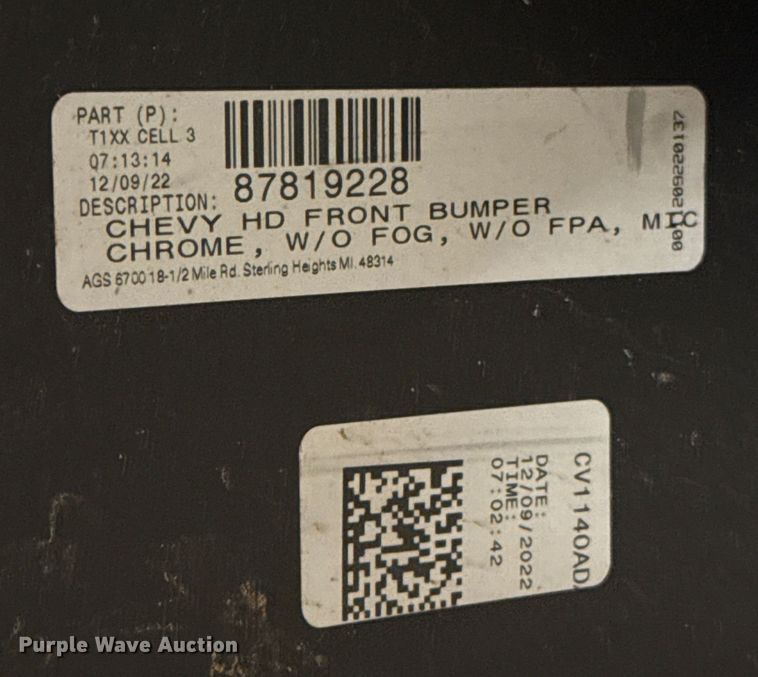 PART (P):
T1XX CELL 3
07:13:14
12/09/22
87819228
DESCRIPTION:
CHEVY HD FRONT BUMPER
CHROME, W/O FOG, W/O FPA, MIC
AGS 6700 18-1/2 Mile Rd. Sterling Heights MI. 48314
CV1140AD
DATE:
12/09/2022
TIME:
07:02:42
Purple Wave Auction